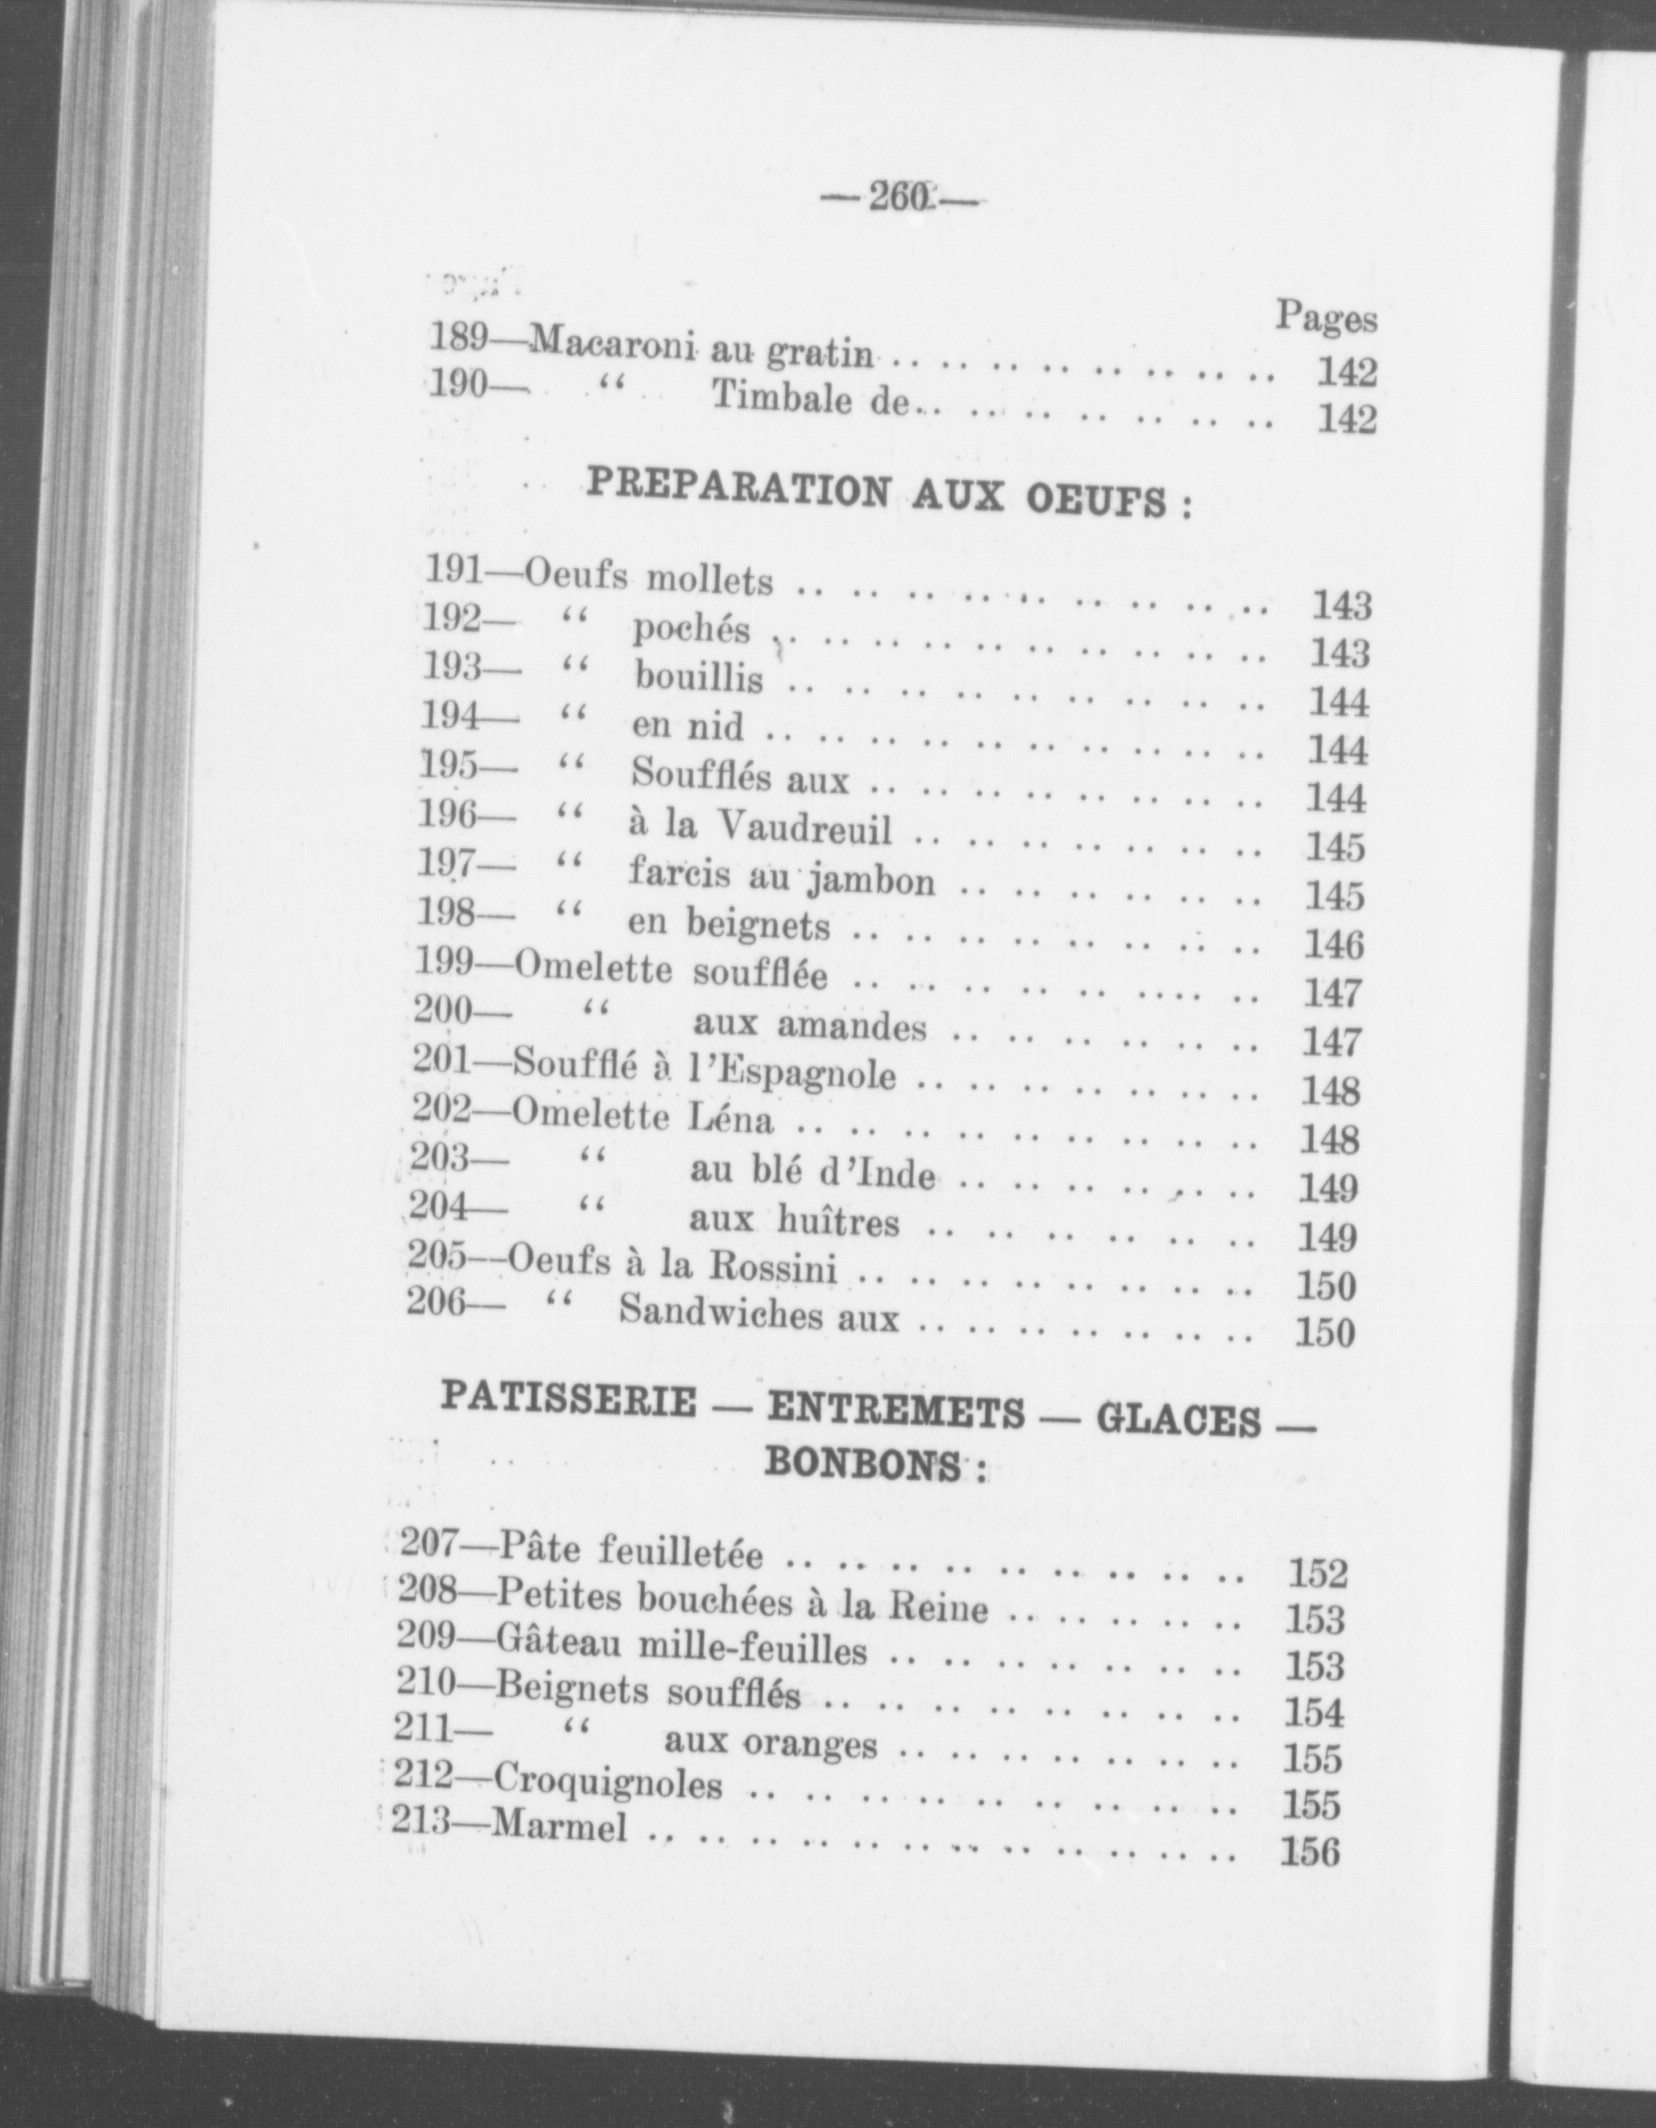 — 260 —
Pages
189—Macaroni au gratin .. .. .. .. .. .. .. .. 142
190— “ Timbale de.. .. .. .. .. .. .. 142
PREPARATION AUX OEUFS :
191—Oeufs mollets .. .. .. .. .. .. .. .. .. 143
192— “ pochés .. .. .. .. .. .. .. .. .. .. 143
193— “ bouillis .. .. .. .. .. .. .. .. .. 144
194— “ en nid .. .. .. .. .. .. .. .. .. .. 144
195— “ Soufflés aux .. .. .. .. .. .. .. .. 144
196— “ à la Vaudreuil .. .. .. .. .. .. .. 145
197— “ farcis au jambon .. .. .. .. .. .. 145
198— “ en beignets .. .. .. .. .. .. .. .. 146
199—Omelette soufflée .. .. .. .. .. .... .. 147
200— “ aux amandes .. .. .. .. .. .. 147
201—Soufflé à l’Espagnole .. .. .. .. .. .. .. 148
202—Omelette Léna .. .. .. .. .. .. .. .. .. 148
203— “ au blé d’Inde .. .. .. .. .. .. 149
204— “ aux huîtres .. .. .. .. .. .. .. 149
205—Oeufs à la Rossini .. .. .. .. .. .. .. .. 150
206— “ Sandwiches aux .. .. .. .. .. .. .. 150
PATISSERIE — ENTREMETS — GLACES —
BONBONS :
207—Pâte feuilletée .. .. .. .. .. .. .. .. .. 152
208—Petites bouchées à la Reine .. .. .. .. .. 153
209—Gâteau mille-feuilles .. .. .. .. .. .. .. 153
210—Beignets soufflés .. .. .. .. .. .. .. .. 154
211— “ aux oranges .. .. .. .. .. .. .. 155
212—Croquignoles .. .. .. .. .. .. .. .. .. 155
213—Marmel .. .. .. .. .. .. .. .. .. .. .. .. 156